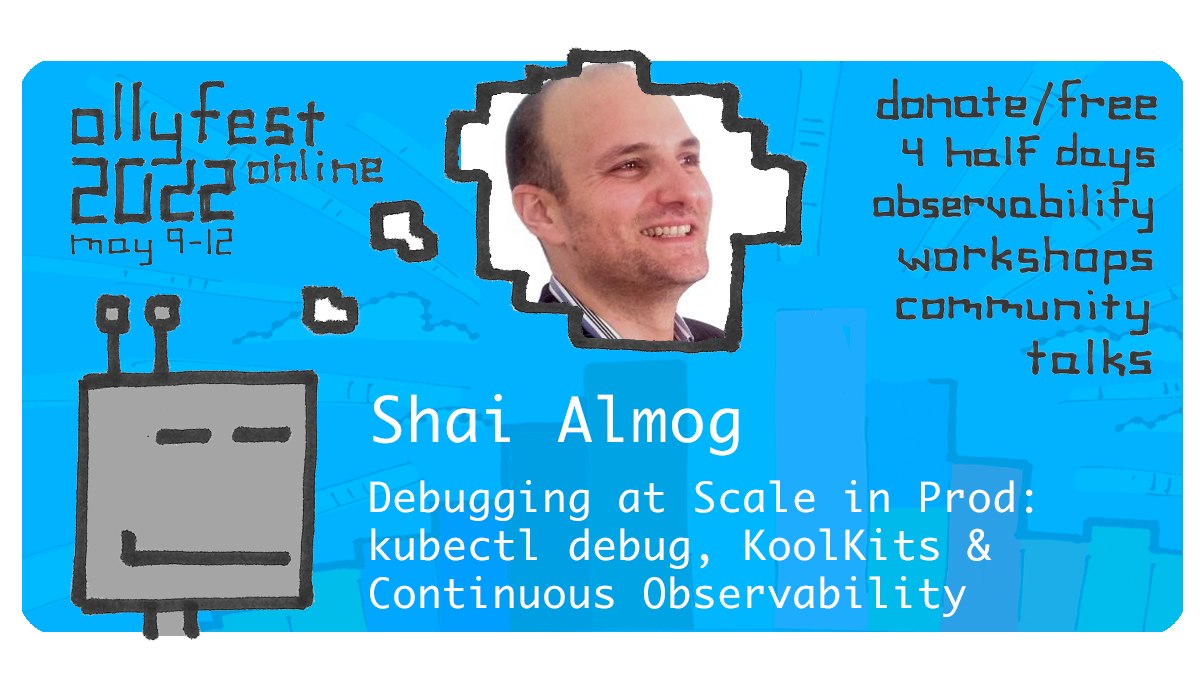 ollyfest
2022 online
may 9-12
donate/free
4 half days
observability
workshops
community
talks
Shai Almog
Debugging at Scale in Prod:
kubectl debug, KoolKits &
Continuous Observability